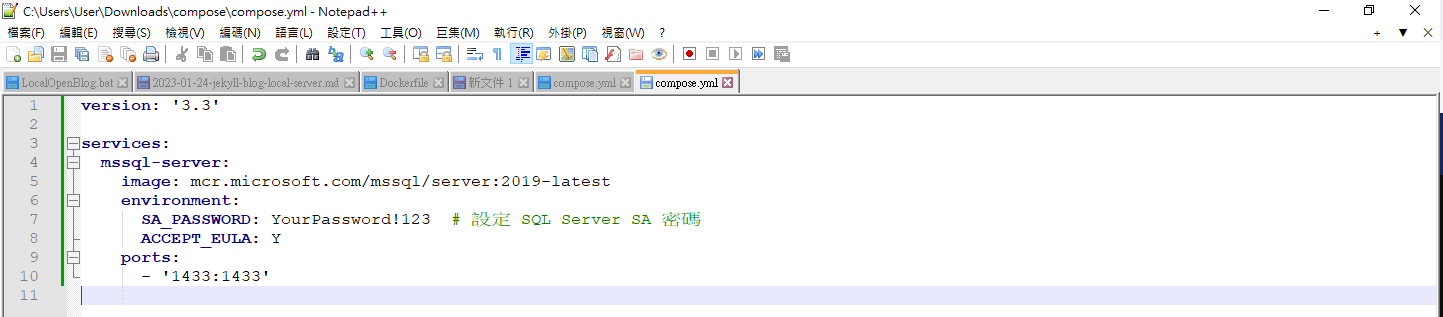 C:\Users\User\Downloads\compose\compose.yml - Notepad++
檔案(F) 編輯(E) 搜尋(S) 檢視(V) 編碼(N) 語言(L) 設定(T) 工具(O) 巨集(M) 執行(R) 外掛(P) 視窗(W) ?
LocalOpenBlog.bat 2023-01-24-jekyll-blog-local-server.md Dockerfile 新文件 1 compose.yml compose.yml
1 version: '3.3'
2
3 services:
4 mssql-server:
5 image: mcr.microsoft.com/mssql/server:2019-latest
6 environment:
7 SA_PASSWORD: YourPassword!123 # 設定 SQL Server SA 密碼
8 ACCEPT_EULA: Y
9 ports:
10 - '1433:1433'
11